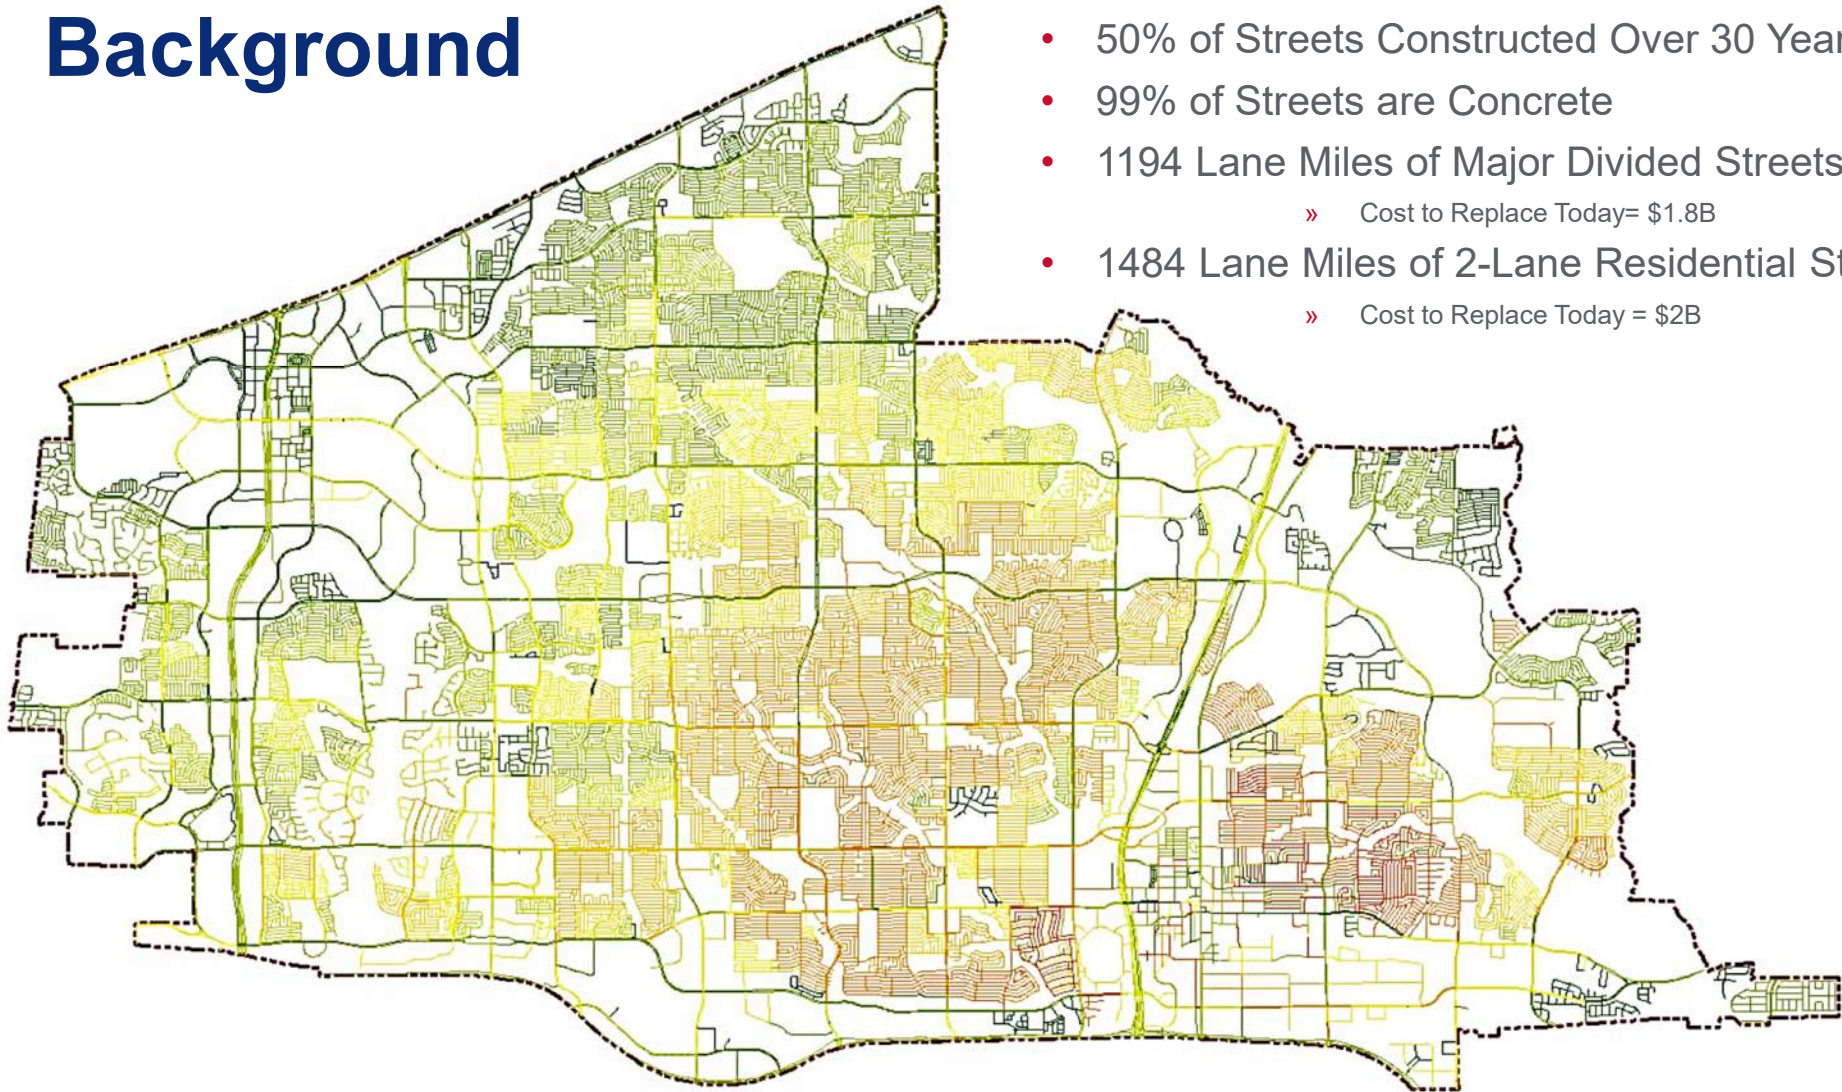 Background
• 50% of Streets Constructed Over 30 Year
• 99% of Streets are Concrete
• 1194 Lane Miles of Major Divided Streets
» Cost to Replace Today= $1.8B
• 1484 Lane Miles of 2-Lane Residential St
» Cost to Replace Today = $2B